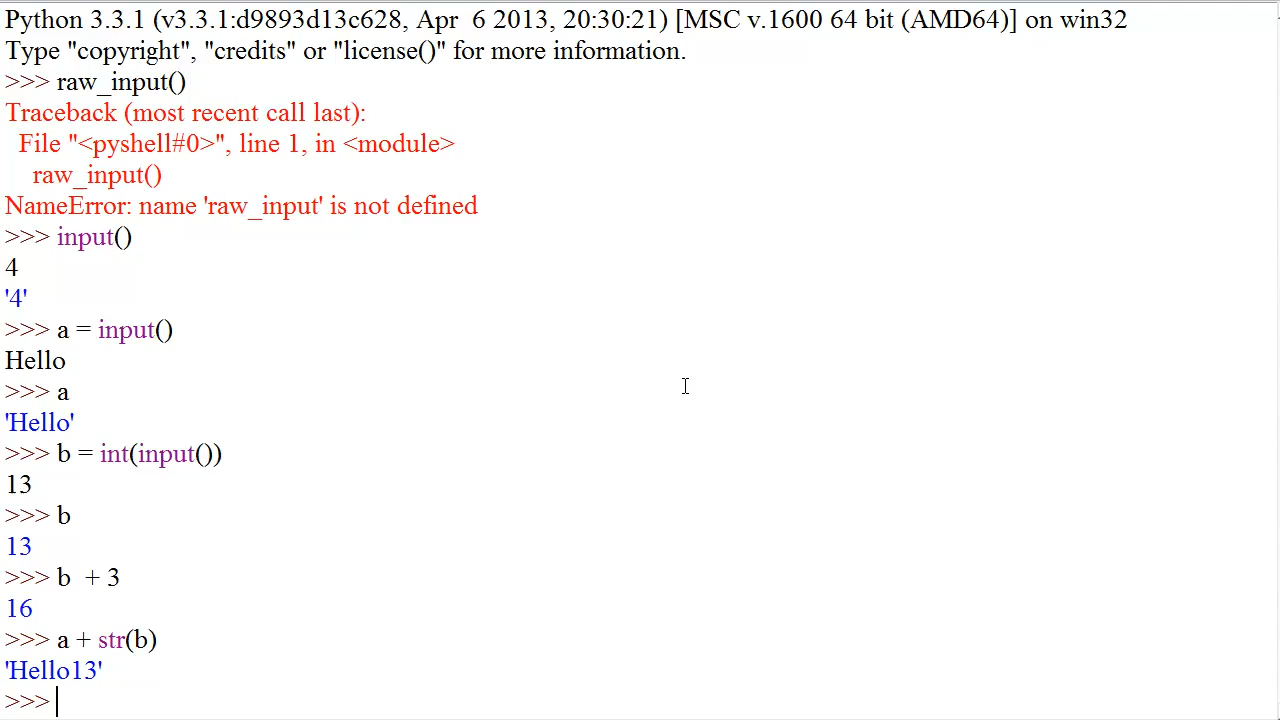 Python 3.3.1 (v3.3.1:d9893d13c628, Apr  6 2013, 20:30:21) [MSC v.1600 64 bit (AMD64)] on win32
Type "copyright", "credits" or "license()" for more information.
>>> raw_input()
Traceback (most recent call last):
  File "<pyshell#0>", line 1, in <module>
    raw_input()
NameError: name 'raw_input' is not defined
>>> input()
4
'4'
>>> a = input()
Hello
>>> a
'Hello'
>>> b = int(input())
13
>>> b
13
>>> b  + 3
16
>>> a + str(b)
'Hello13'
>>>